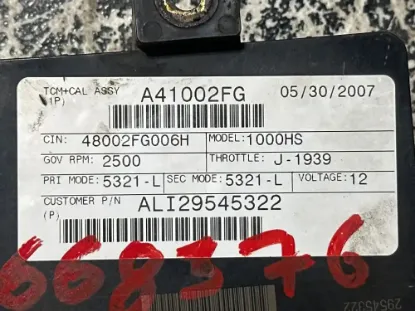 TCM+CAL ASSY A41002FG 05/30/2007
(P)
CIN: 48002FG006H MODEL: 1000HS
GOV RPM: 2500 THROTTLE: J-1939
PRI MODE: 5321-L SEC MODE: 5321-L VOLTAGE: 12
CUSTOMER P/N ALI29545322
(P)
668376
29545322